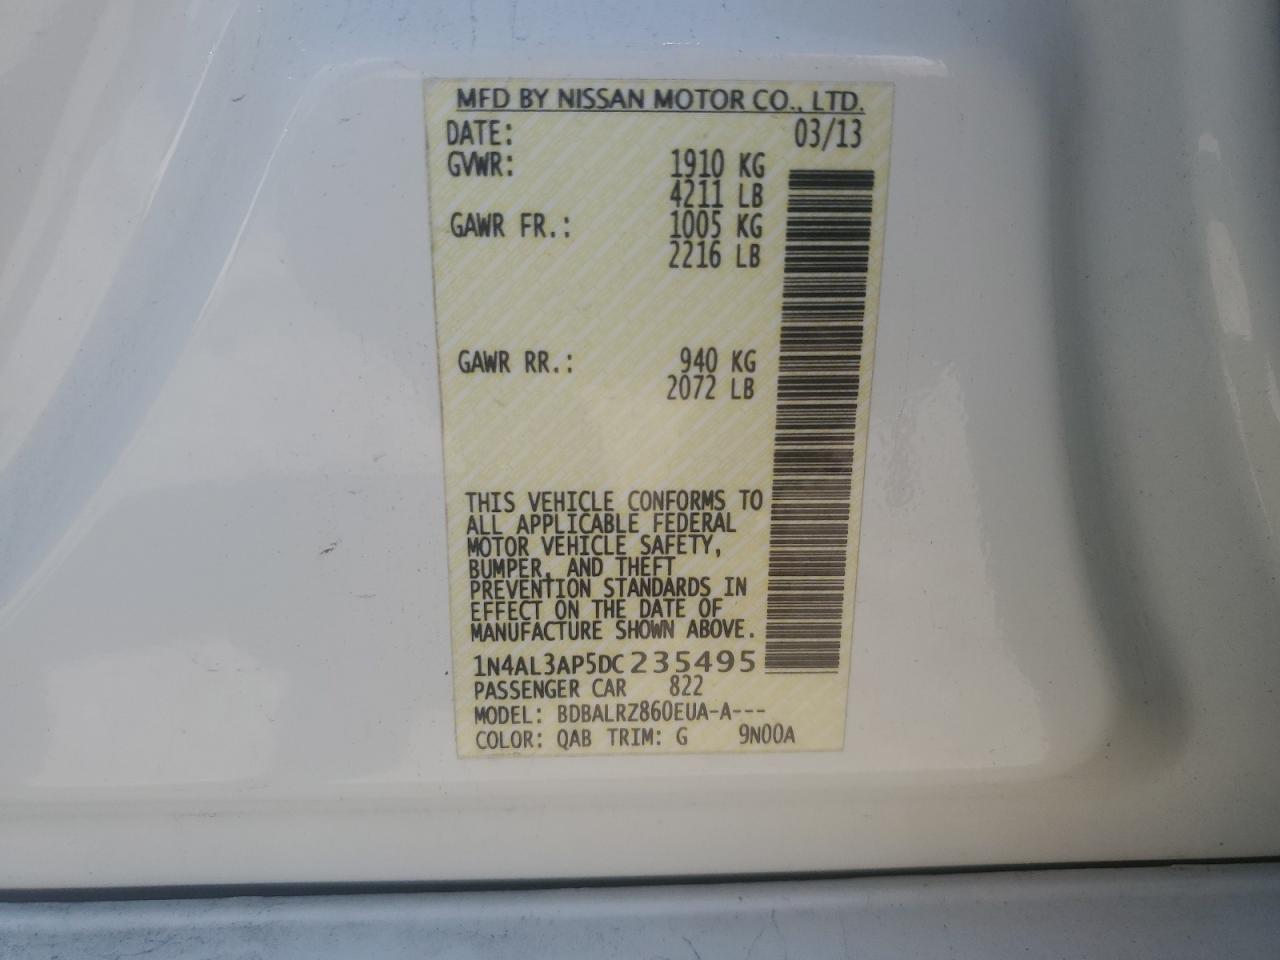 MFD BY NISSAN MOTOR CO., LTD.
DATE: 03/13
GVWR: 1910 KG
4211 LB
GAWR FR.: 1005 KG
2216 LB
GAWR RR.: 940 KG
2072 LB
THIS VEHICLE CONFORMS TO
ALL APPLICABLE FEDERAL
MOTOR VEHICLE SAFETY,
BUMPER, AND THEFT
PREVENTION STANDARDS IN
EFFECT ON THE DATE OF
MANUFACTURE SHOWN ABOVE.
1N4AL3AP5DC235495
PASSENGER CAR 822
MODEL: BDBALRZ860EUA-A---
COLOR: QAB TRIM: G 9N00A